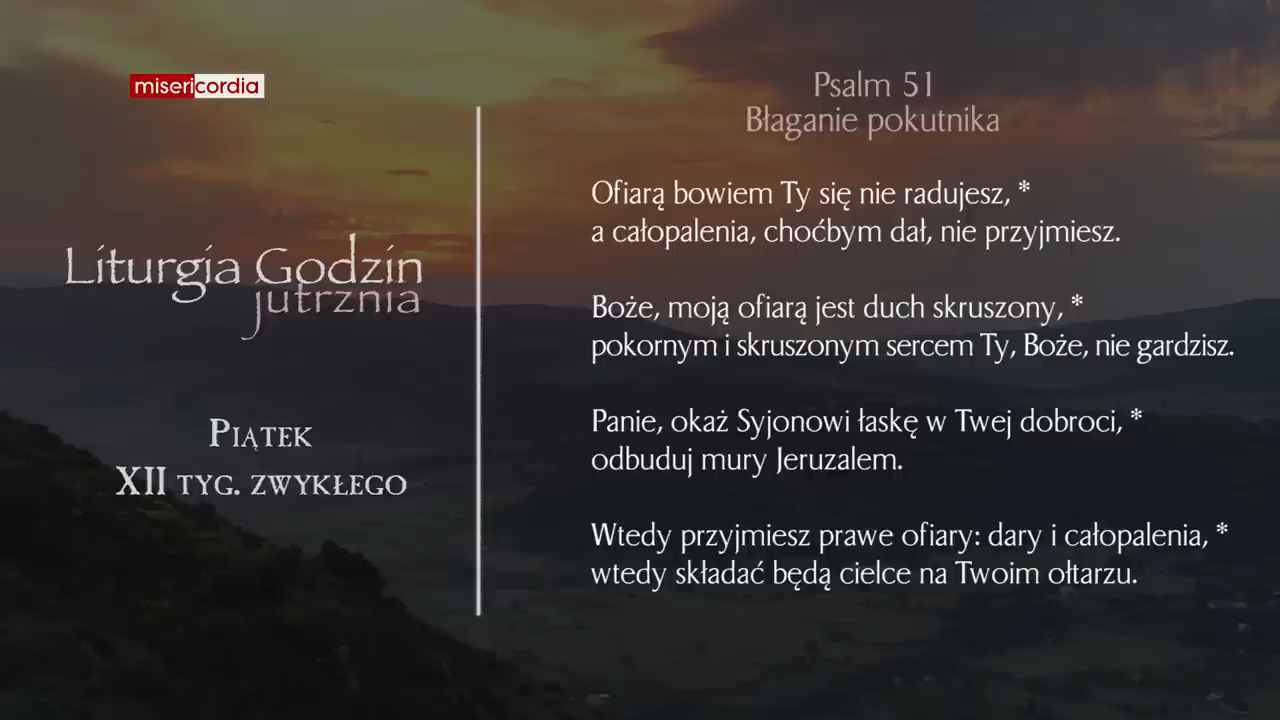 misericordia
Liturgia Godzin
jutrznia
Piątek
XII tyg. zwykłego
Psalm 51
Błaganie pokutnika
Ofiarą bowiem Ty się nie radujesz, *
a całopalenia, choćbym dał, nie przyjmiesz.
Boże, moją ofiarą jest duch skruszony, *
pokornym i skruszonym sercem Ty, Boże, nie gardzisz.
Panie, okaż Syjonowi łaskę w Twej dobroci, *
odbuduj mury Jeruzalem.
Wtedy przyjmiesz prawe ofiary: dary i całopalenia, *
wtedy składać będą cielce na Twoim ołtarzu.